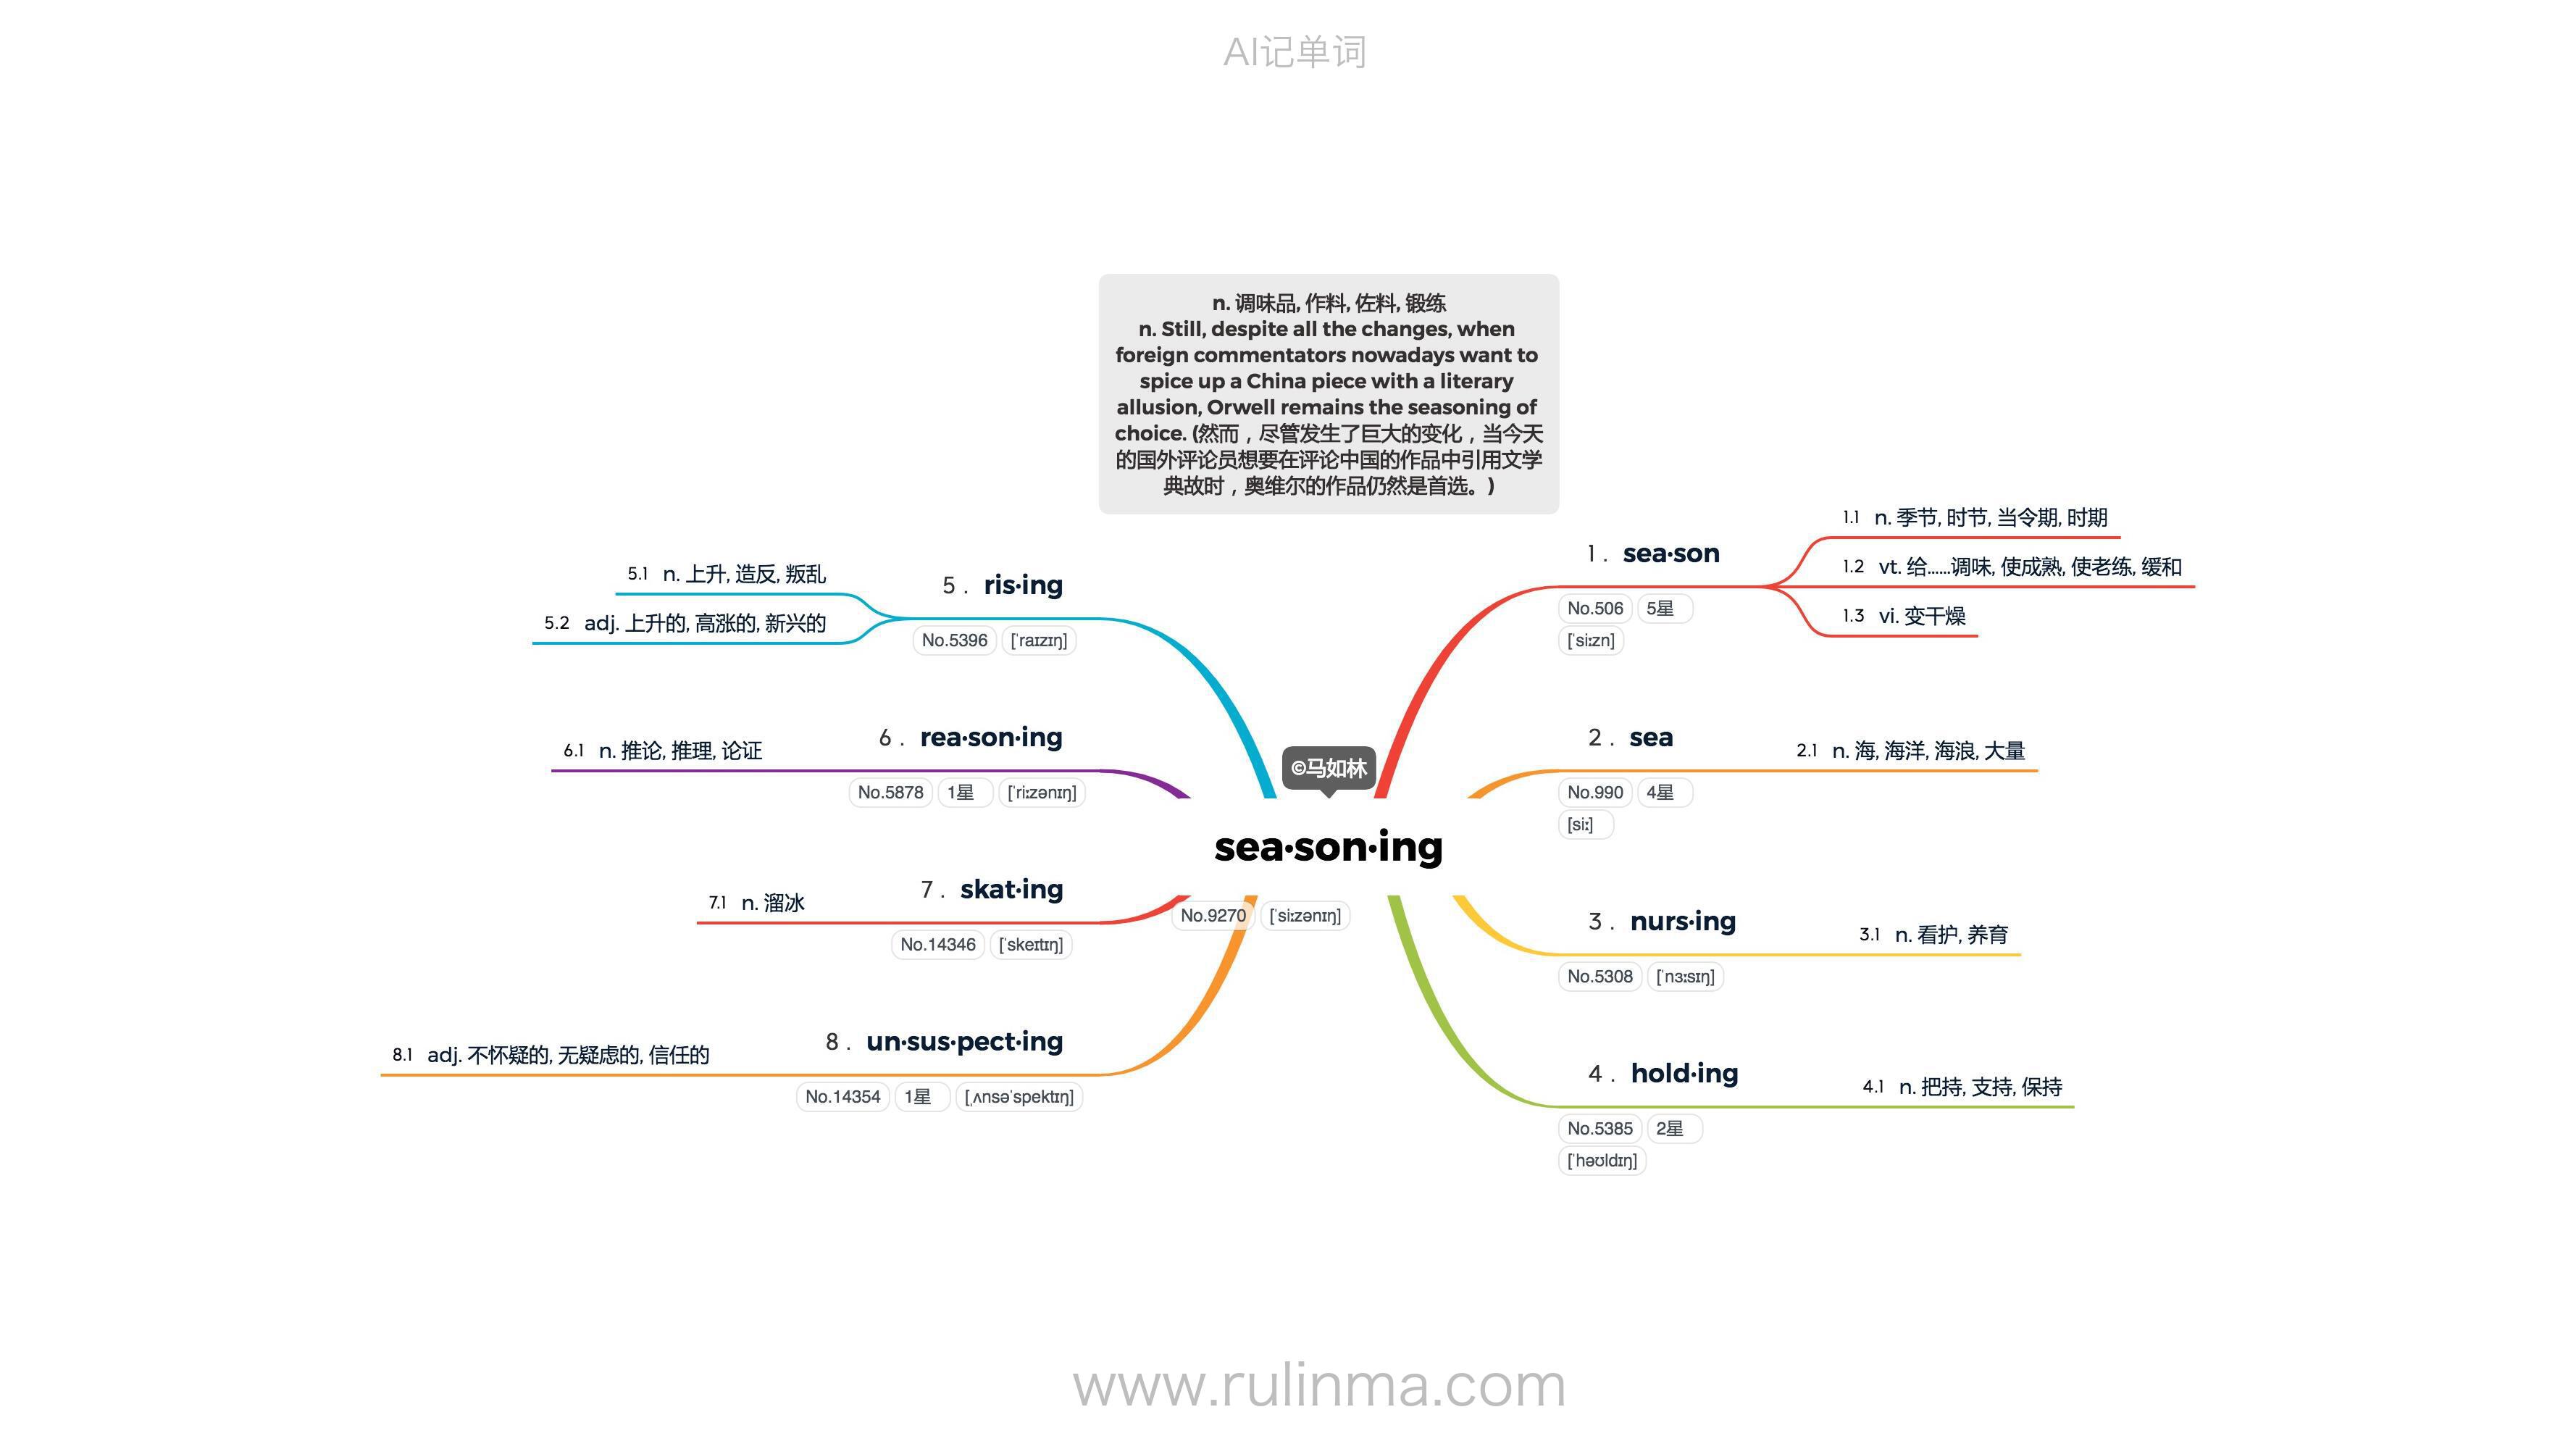 AI记单词
n. 调味品, 作料, 佐料, 锻练
n. Still, despite all the changes, when
foreign commentators nowadays want to
spice up a China piece with a literary
allusion, Orwell remains the seasoning of
choice. (然而，尽管发生了巨大的变化，当今天
的国外评论员想要在评论中国的作品中引用文学
典故时，奥维尔的作品仍然是首选。)
©马如林
sea·son·ing
No.9270 [ˈsiːzənɪŋ]
1 . sea·son
No.506 5星
[ˈsiːzn]
1.1 n. 季节, 时节, 当令期, 时期
1.2 vt. 给……调味, 使成熟, 使老练, 缓和
1.3 vi. 变干燥
2 . sea
No.990 4星
[siː]
2.1 n. 海, 海洋, 海浪, 大量
3 . nurs·ing
No.5308 [ˈnɜːsɪŋ]
3.1 n. 看护, 养育
4 . hold·ing
No.5385 2星
[ˈhəʊldɪŋ]
4.1 n. 把持, 支持, 保持
5 . ris·ing
No.5396 [ˈraɪzɪŋ]
5.1 n. 上升, 造反, 叛乱
5.2 adj. 上升的, 高涨的, 新兴的
6 . rea·son·ing
No.5878 1星 [ˈriːzənɪŋ]
6.1 n. 推论, 推理, 论证
7 . skat·ing
No.14346 [ˈskeɪtɪŋ]
7.1 n. 溜冰
8 . un·sus·pect·ing
No.14354 1星 [ˌʌnsəˈspektɪŋ]
8.1 adj. 不怀疑的, 无疑虑的, 信任的
www.rulinma.com